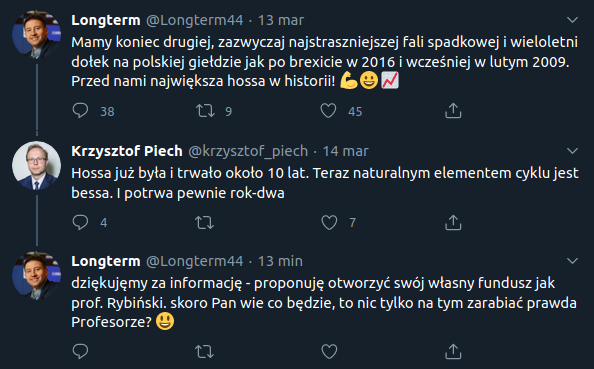 Longterm @Longterm44 · 13 mar
Mamy koniec drugiej, zazwyczaj najstraszniejszej fali spadkowej i wieloletni
dołek na polskiej giełdzie jak po brexicie w 2016 i wcześniej w lutym 2009.
Przed nami największa hossa w historii! 💪😃📈
38 9 45
Krzysztof Piech @krzysztof_piech · 14 mar
Hossa już była i trwało około 10 lat. Teraz naturalnym elementem cyklu jest
bessa. I potrwa pewnie rok-dwa
4 7
Longterm @Longterm44 · 13 min
dziękujęmy za informację - proponuję otworzyć swój własny fundusz jak
prof. Rybiński. skoro Pan wie co będzie, to nic tylko na tym zarabiać prawda
Profesorze? 😃